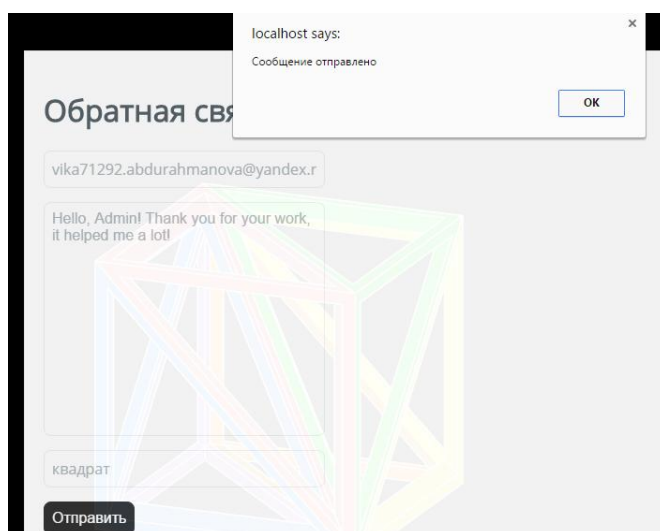 localhost says:
Сообщение отправлено
OK
Обратная свя
vika71292.abdurahmanova@yandex.r
Hello, Admin! Thank you for your work,
it helped me a lot!
квадрат
Отправить